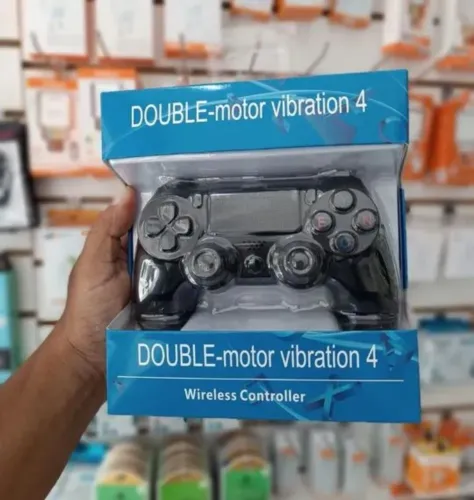 DOUBLE-motor vibration 4
DOUBLE-motor vibration 4
Wireless Controller